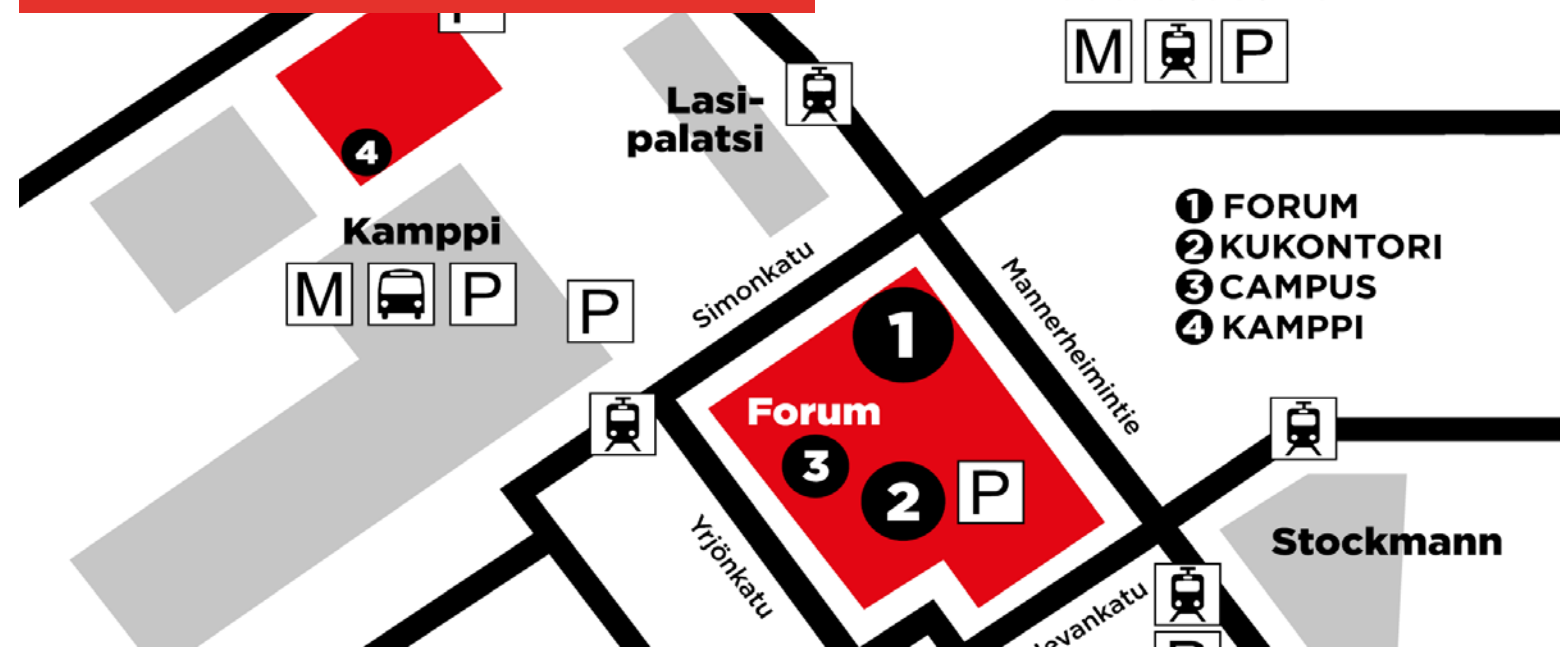 M P
Lasi-
palatsi
4
1 FORUM
2 KUKONTORI
3 CAMPUS
4 KAMPPI
Kamppi
M P
P
Simonkatu
Mannerheimintie
1
Forum
3
2
P
Yrjönkatu
Stockmann